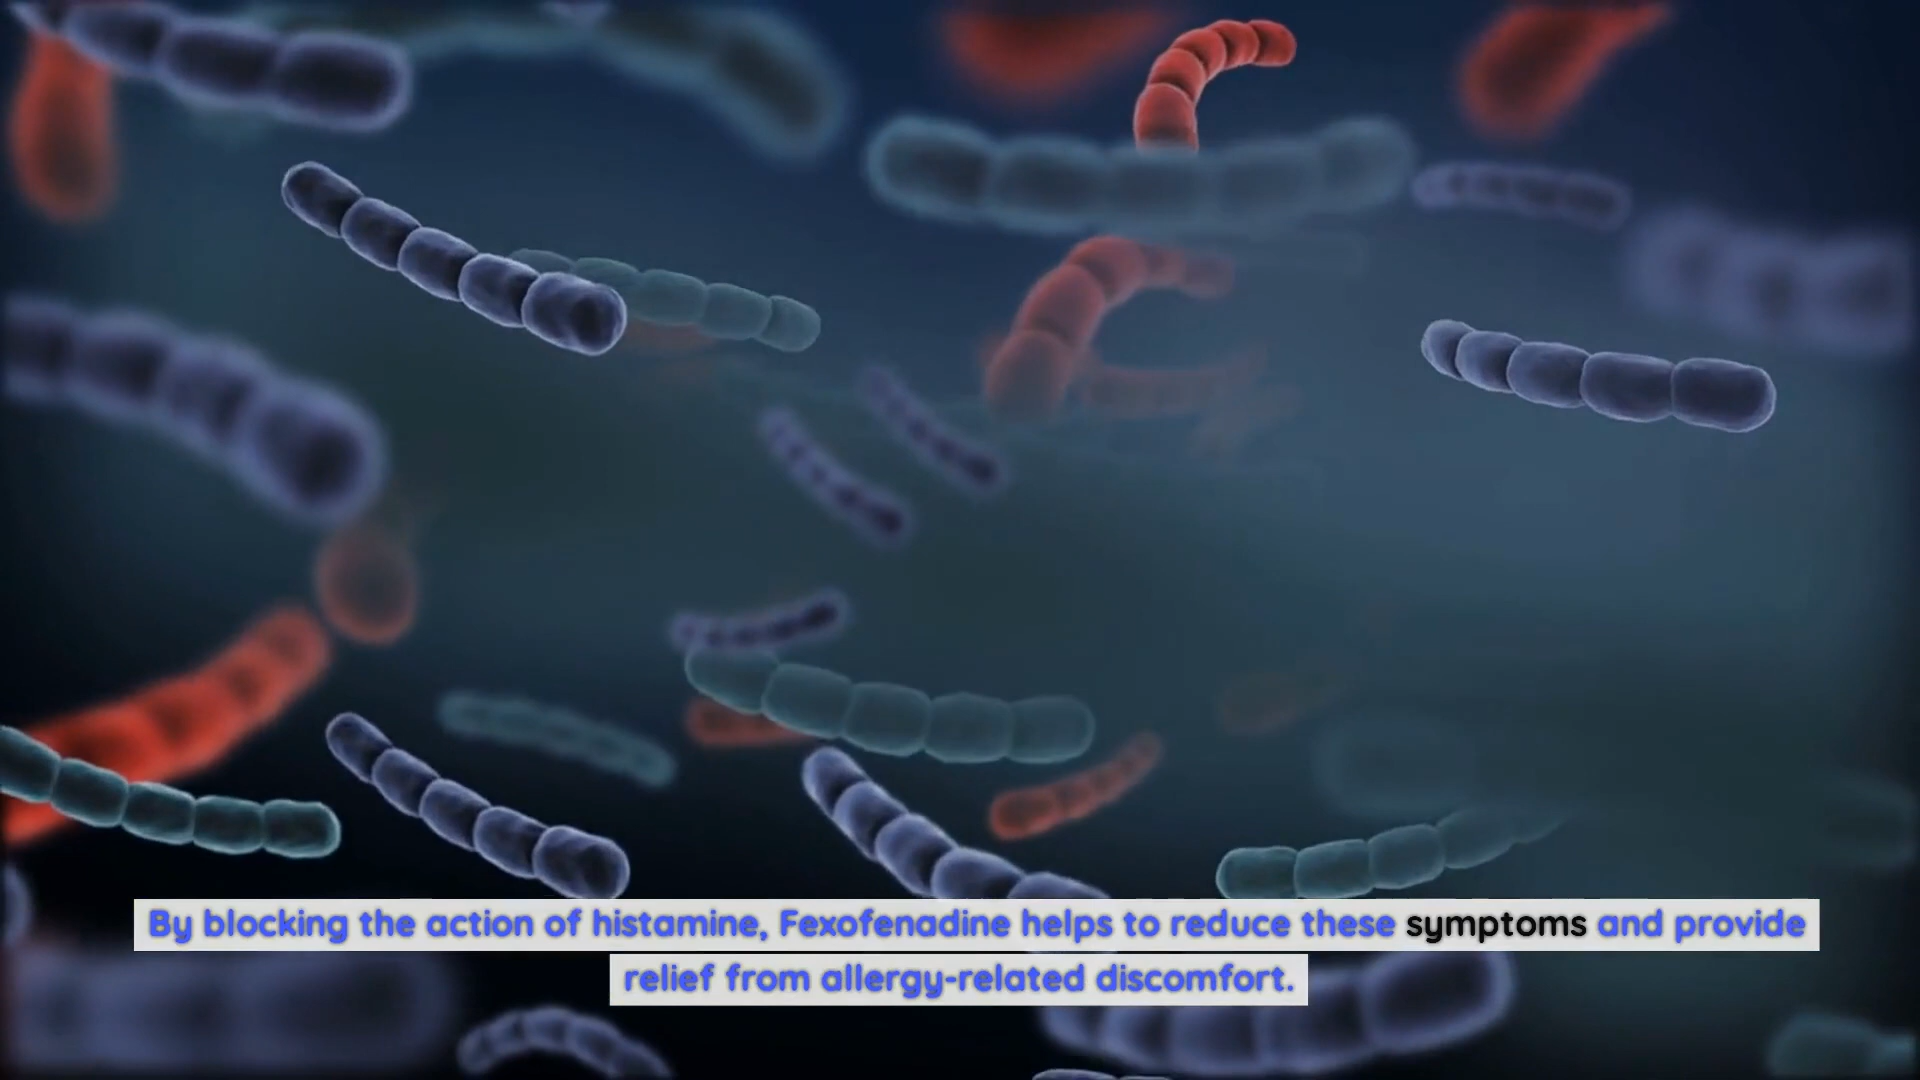 By blocking the action of histamine, Fexofenadine helps to reduce these symptoms and provide
relief from allergy-related discomfort.